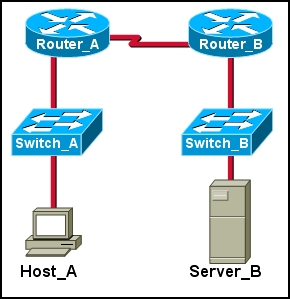 Router_A
Router_B
Switch_A
Switch_B
Host_A
Server_B